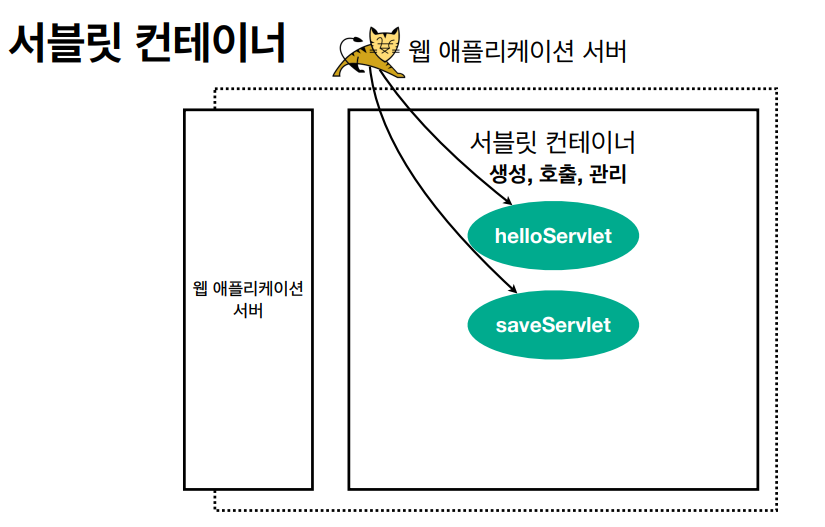 서블릿 컨테이너
웹 애플리케이션 서버
서블릿 컨테이너
생성, 호출, 관리
helloServlet
웹 애플리케이션
서버
saveServlet